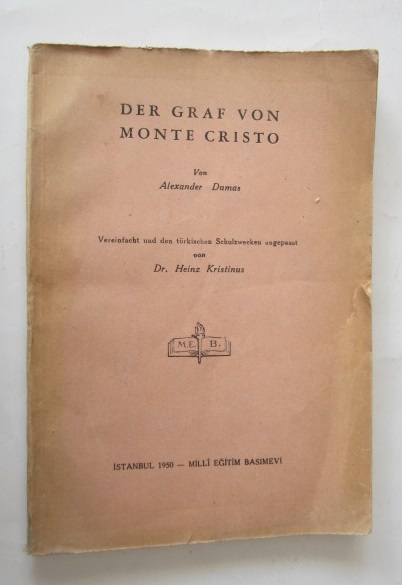 DER GRAF VON
MONTE CRISTO
Von
Alexander Dumas
Vereinfacht und den türkischen Schulzwecken angepasst
von
Dr. Heinz Kristinus
M.E. B.
İSTANBUL 1950 — MİLLÎ EĞİTİM BASIMEVİ